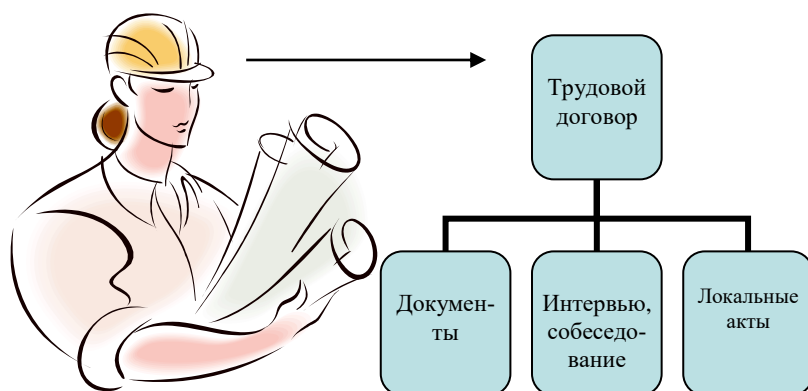 Трудовой
договор
Докумен-
ты
Интервью,
собеседо-
вание
Локальные
акты